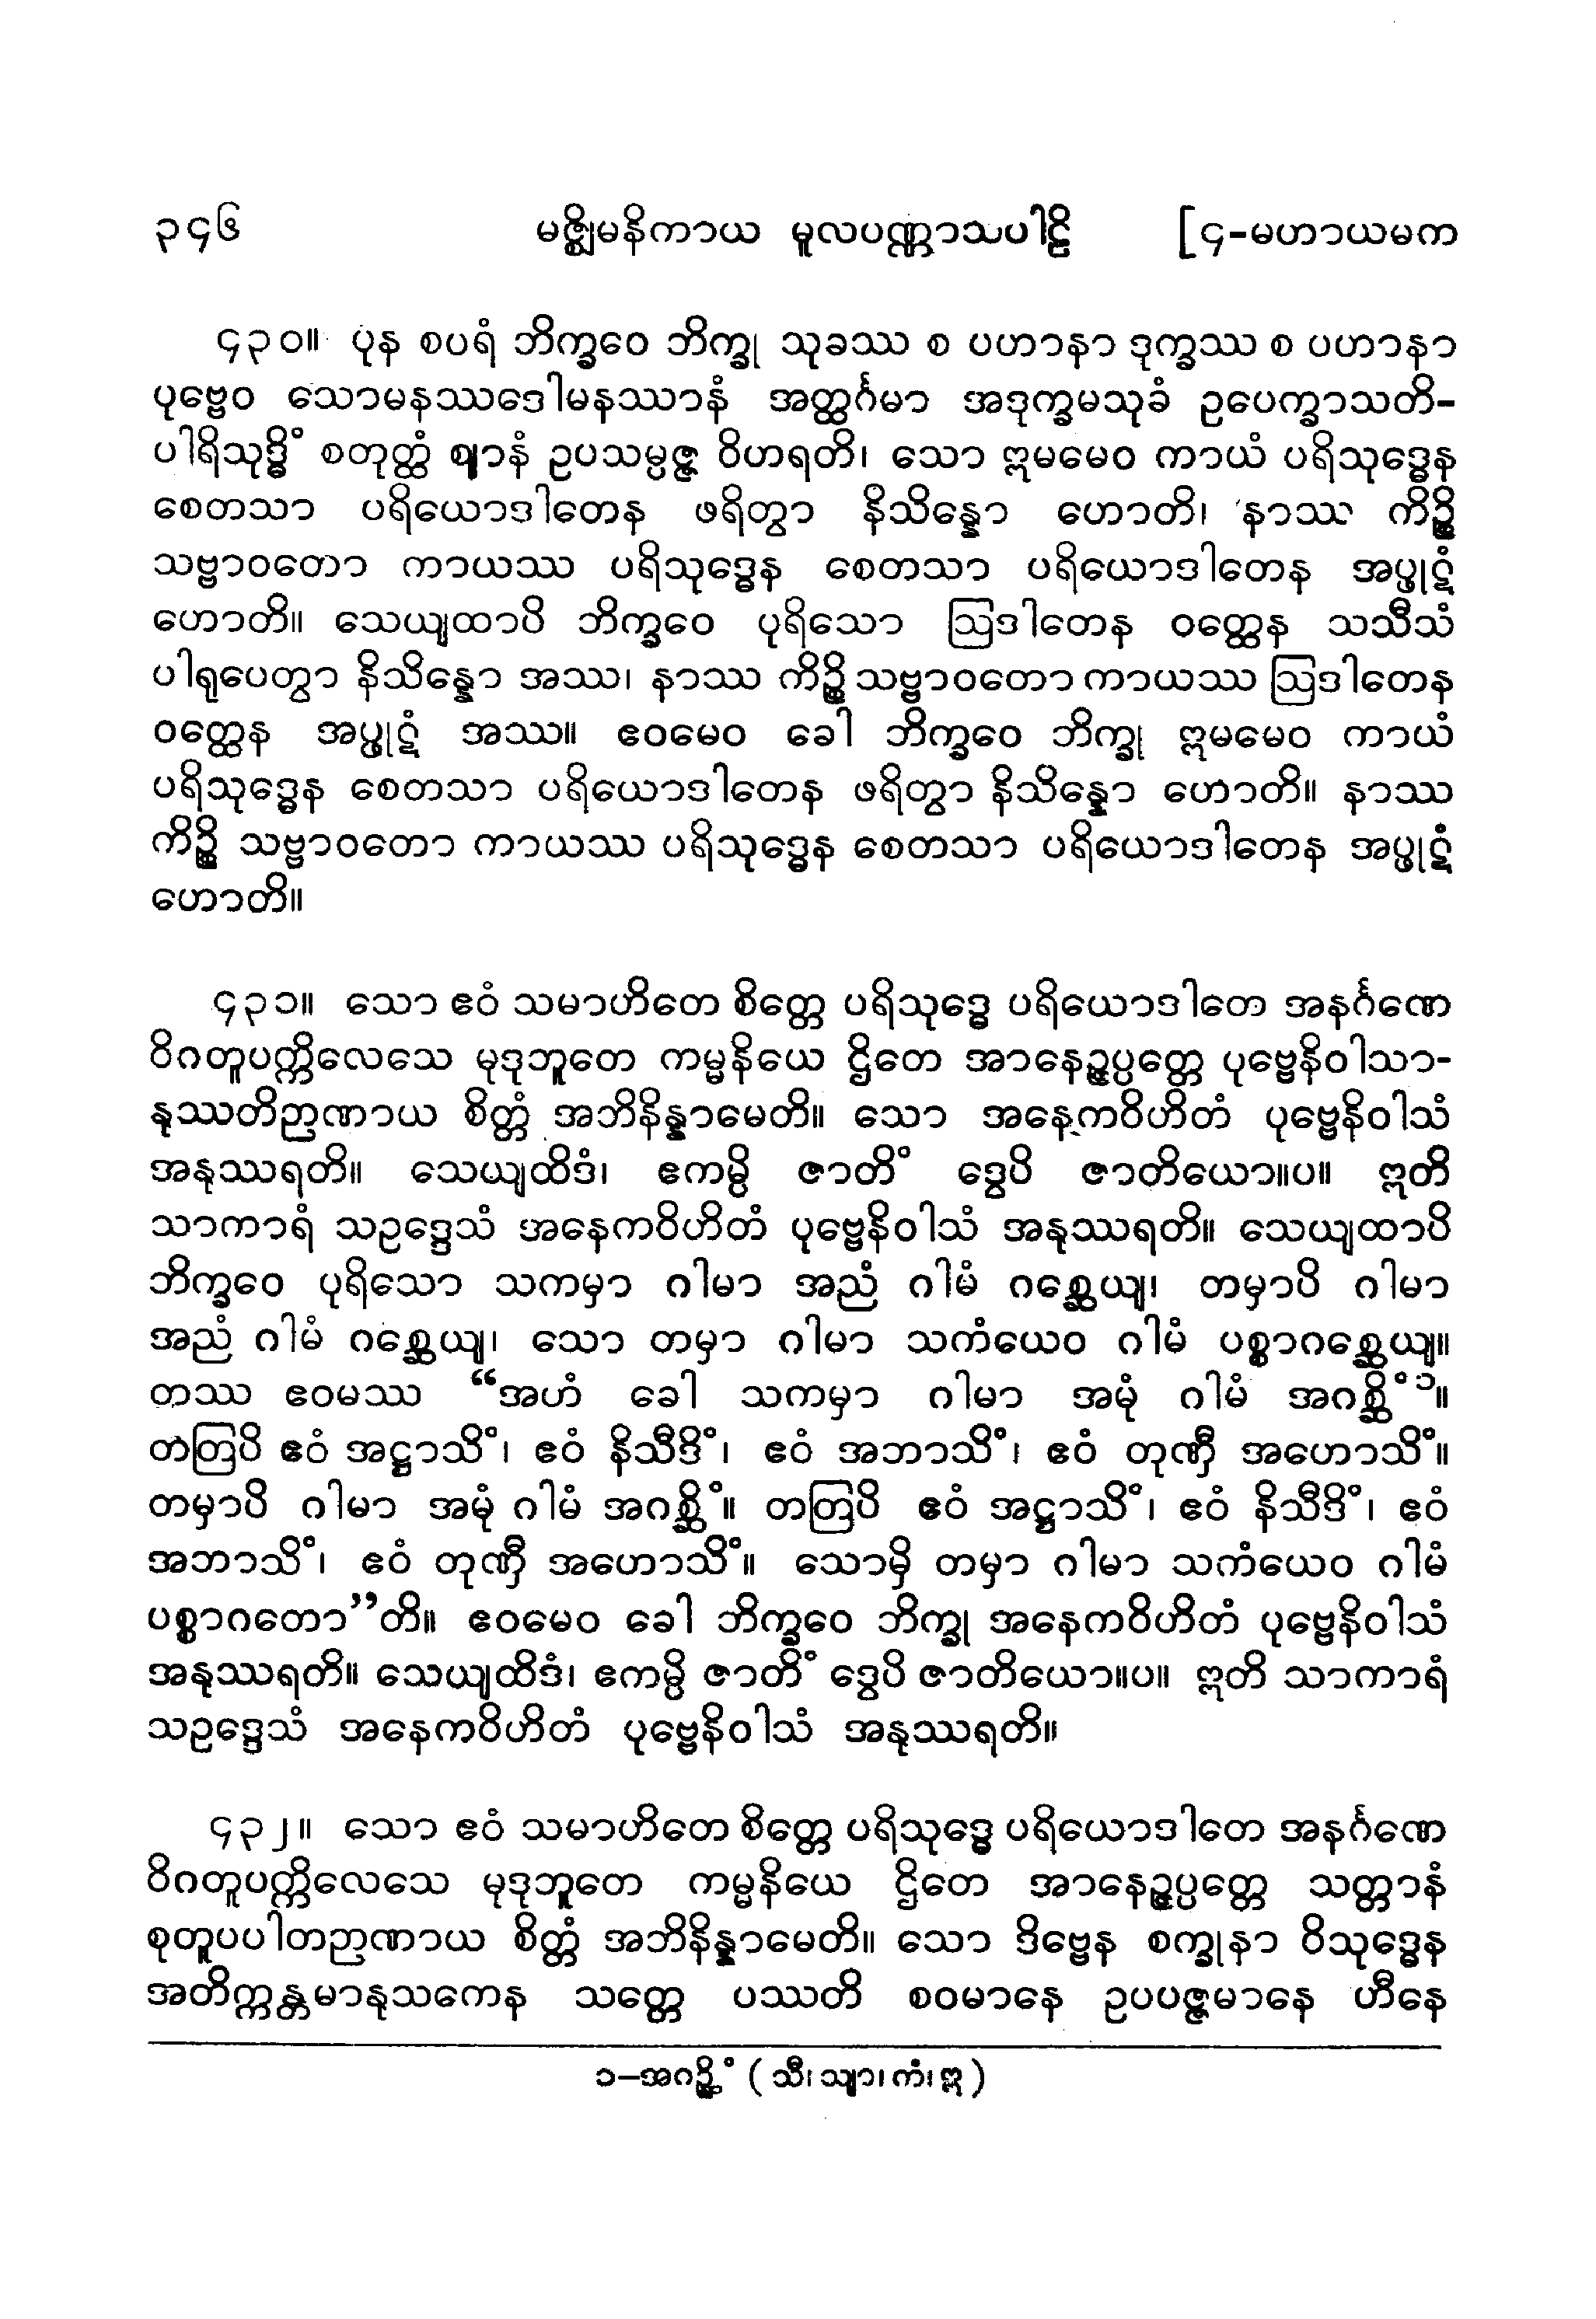 ၃၄၆ မဇ္ဈိမနိကာယ မူလပဏ္ဏာသပါဠိ [၄-မဟာယမက
၄၃၀။ ပုန စပရံ ဘိက္ခဝေ ဘိက္ခု သုခဿ စ ပဟာနာ ဒုက္ခဿ စ ပဟာနာ
ပုဗ္ဗေဝ သောမနဿဒေါမနဿာနံ အတ္ထင်္ဂမာ အဒုက္ခမသုခံ ဥပေက္ခာသတိ-
ပါရိသုဒ္ဓိံ စတုတ္ထံ ဈာနံ ဥပသမ္ပဇ္ဇ ဝိဟရတိ၊ သော ဣမမေဝ ကာယံ ပရိသုဒ္ဓေန
စေတသာ ပရိယောဒါတေန ဖရိတွာ နိသိန္နော ဟောတိ၊ နာဿ ကိဉ္စိ
သဗ္ဗာဝတော ကာယဿ ပရိသုဒ္ဓေန စေတသာ ပရိယောဒါတေန အပ္ဖုဋံ
ဟောတိ။ သေယျထာပိ ဘိက္ခဝေ ပုရိသော ဩဒါတေန ဝတ္ထေန သသီသံ
ပါရုပေတွာ နိသိန္နော အဿ၊ နာဿ ကိဉ္စိ သဗ္ဗာဝတော ကာယဿ ဩဒါတေန
ဝတ္ထေန အပ္ဖုဋံ အဿ။ ဧဝမေဝ ခေါ ဘိက္ခဝေ ဘိက္ခု ဣမမေဝ ကာယံ
ပရိသုဒ္ဓေန စေတသာ ပရိယောဒါတေန ဖရိတွာ နိသိန္နော ဟောတိ။ နာဿ
ကိဉ္စိ သဗ္ဗာဝတော ကာယဿ ပရိသုဒ္ဓေန စေတသာ ပရိယောဒါတေန အပ္ဖုဋံ
ဟောတိ။
၄၃၁။ သော ဧဝံ သမာဟိတေ စိတ္တေ ပရိသုဒ္ဓေ ပရိယောဒါတေ အနင်္ဂဏေ
ဝိဂတူပက္ကိလေသေ မုဒုဘူတေ ကမ္မနိယေ ဌိတေ အာနေဉ္ဇပ္ပတ္တေ ပုဗ္ဗေနိဝါသာ-
နုဿတိဉာဏာယ စိတ္တံ အဘိနိန္နာမေတိ။ သော အနေကဝိဟိတံ ပုဗ္ဗေနိဝါသံ
အနုဿရတိ။ သေယျထိဒံ၊ ဧကမ္ပိ ဇာတိံ ဒွေပိ ဇာတိယော။ပ။ ဣတိ
သာကာရံ သဥဒ္ဒေသံ အနေကဝိဟိတံ ပုဗ္ဗေနိဝါသံ အနုဿရတိ။ သေယျထာပိ
ဘိက္ခဝေ ပုရိသော သကမှာ ဂါမာ အညံ ဂါမံ ဂစ္ဆေယျ၊ တမှာပိ ဂါမာ
အညံ ဂါမံ ဂစ္ဆေယျ၊ သော တမှာ ဂါမာ သကံယေဝ ဂါမံ ပစ္စာဂစ္ဆေယျ။
တဿ ဧဝမဿ “အဟံ ခေါ သကမှာ ဂါမာ အမုံ ဂါမံ အဂစ္ဆိံ၁။
တတြပိ ဧဝံ အဋ္ဌာသိံ၊ ဧဝံ နိသီဒိံ၊ ဧဝံ အဘာသိံ၊ ဧဝံ တုဏှီ အဟောသိံ။
တမှာပိ ဂါမာ အမုံ ဂါမံ အဂစ္ဆိံ။ တတြပိ ဧဝံ အဋ္ဌာသိံ၊ ဧဝံ နိသီဒိံ၊ ဧဝံ
အဘာသိံ၊ ဧဝံ တုဏှီ အဟောသိံ။ သောမှိ တမှာ ဂါမာ သကံယေဝ ဂါမံ
ပစ္စာဂတော”တိ။ ဧဝမေဝ ခေါ ဘိက္ခဝေ ဘိက္ခု အနေကဝိဟိတံ ပုဗ္ဗေနိဝါသံ
အနုဿရတိ။ သေယျထိဒံ၊ ဧကမ္ပိ ဇာတိံ ဒွေပိ ဇာတိယော။ပ။ ဣတိ သာကာရံ
သဥဒ္ဒေသံ အနေကဝိဟိတံ ပုဗ္ဗေနိဝါသံ အနုဿရတိ။
၄၃၂။ သော ဧဝံ သမာဟိတေ စိတ္တေ ပရိသုဒ္ဓေ ပရိယောဒါတေ အနင်္ဂဏေ
ဝိဂတူပက္ကိလေသေ မုဒုဘူတေ ကမ္မနိယေ ဌိတေ အာနေဉ္ဇပ္ပတ္တေ သတ္တာနံ
စုတူပပါတဉာဏာယ စိတ္တံ အဘိနိန္နာမေတိ။ သော ဒိဗ္ဗေန စက္ခုနာ ဝိသုဒ္ဓေန
အတိက္ကန္တမာနုသကေန သတ္တေ ပဿတိ စဝမာနေ ဥပပဇ္ဇမာနေ ဟီနေ
၁–အဂဉ္ဆိံ (သီ၊ သျာ၊ ကံ၊ ဣ)